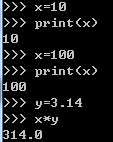 >>> x=10
>>> print(x)
10
>>> x=100
>>> print(x)
100
>>> y=3.14
>>> x*y
314.0